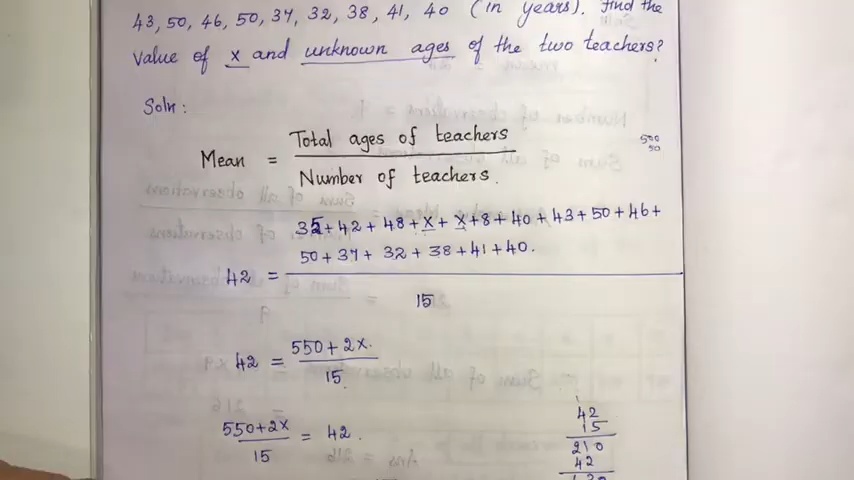 43, 50, 46, 50, 37, 32, 38, 41, 40 (in years). Find the
value of x and unknown ages of the two teachers?
Soln:
Mean = Total ages of teachers
Number of teachers.
550
50
35 + 42 + 48 + x + x + 8 + 40 + 43 + 50 + 46 +
50 + 37 + 32 + 38 + 41 + 40.
42 =
15
42 = 550 + 2x.
15
550+2x = 42.
15
42
15
210
42